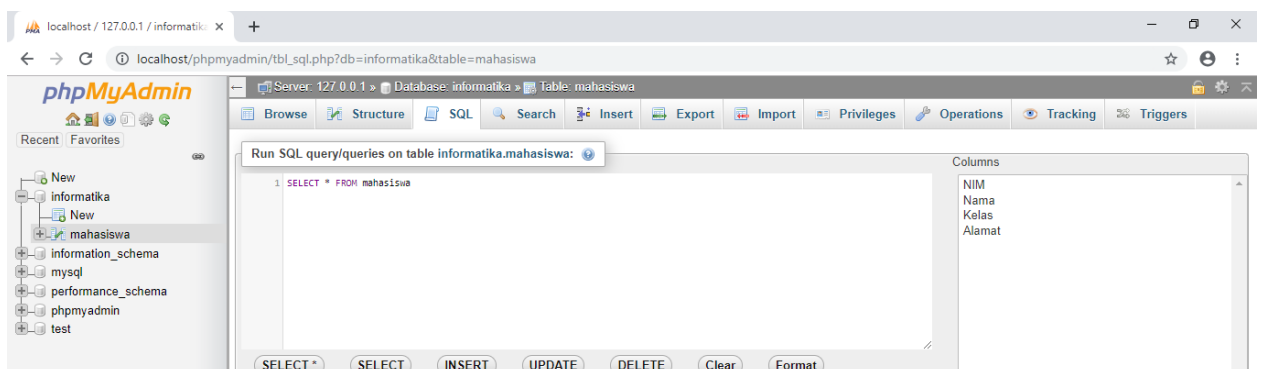 localhost / 127.0.0.1 / informatik
localhost/phpmyadmin/tbl_sql.php?db=informatika&table=mahasiswa
phpMyAdmin
Recent Favorites
New
informatika
New
mahasiswa
information_schema
mysql
performance_schema
phpmyadmin
test
Server: 127.0.0.1 » Database: informatika » Table: mahasiswa
Browse Structure SQL Search Insert Export Import Privileges Operations Tracking Triggers
Run SQL query/queries on table informatika.mahasiswa:
1 SELECT * FROM mahasiswa
Columns
NIM
Nama
Kelas
Alamat
SELECT * SELECT INSERT UPDATE DELETE Clear Format